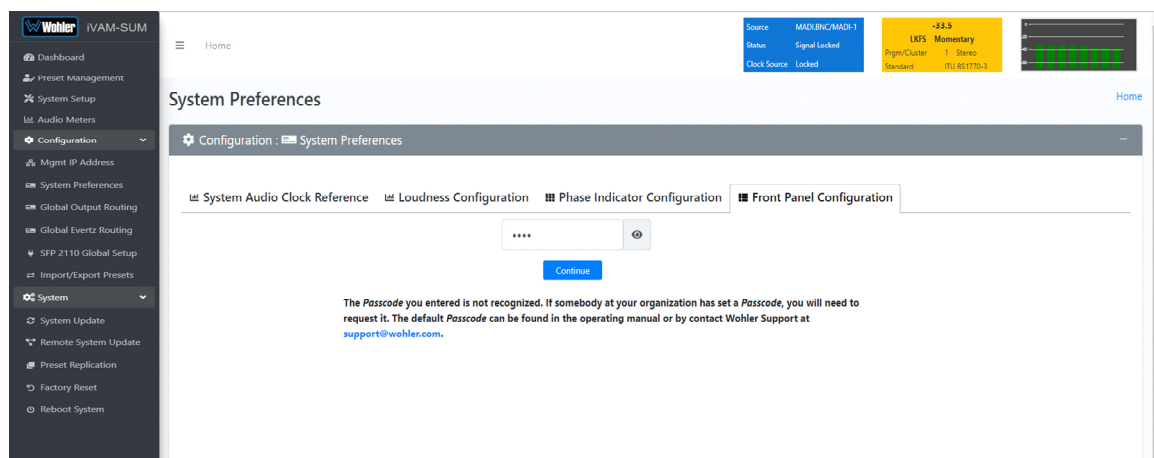 Wohler iVAM-SUM
Dashboard
Preset Management
System Setup
Audio Meters
Configuration
Mgmt IP Address
System Preferences
Global Output Routing
Global Evertz Routing
SFP 2110 Global Setup
Import/Export Presets
System
System Update
Remote System Update
Preset Replication
Factory Reset
Reboot System
Home
Source MADI.BNC/MADI-1
Status Signal Locked
Clock Source Locked
-33.5
LKFS Momentary
Prgm/Cluster 1 Stereo
Standard ITU BS1770-3
System Preferences
Home
Configuration : System Preferences
System Audio Clock Reference Loudness Configuration Phase Indicator Configuration Front Panel Configuration
Continue
The Passcode you entered is not recognized. If somebody at your organization has set a Passcode, you will need to
request it. The default Passcode can be found in the operating manual or by contact Wohler Support at
support@wohler.com.